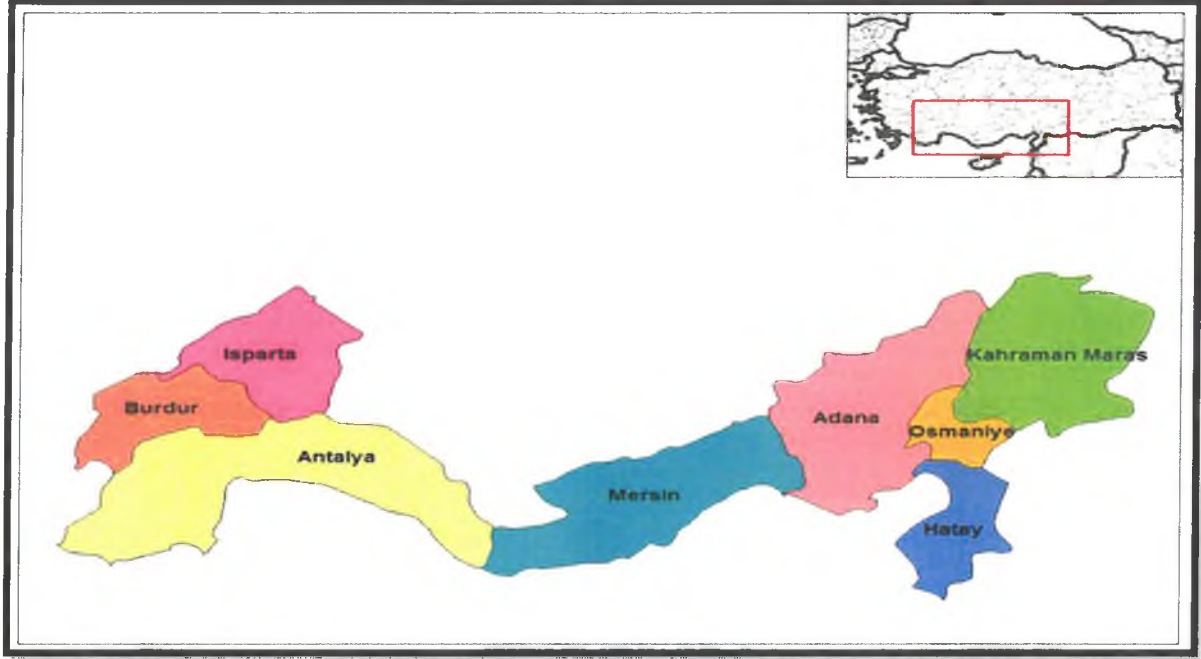 Isparta
Kahraman Maras
Burdur
Adana
Osmaniye
Antalya
Mersin
Hatay